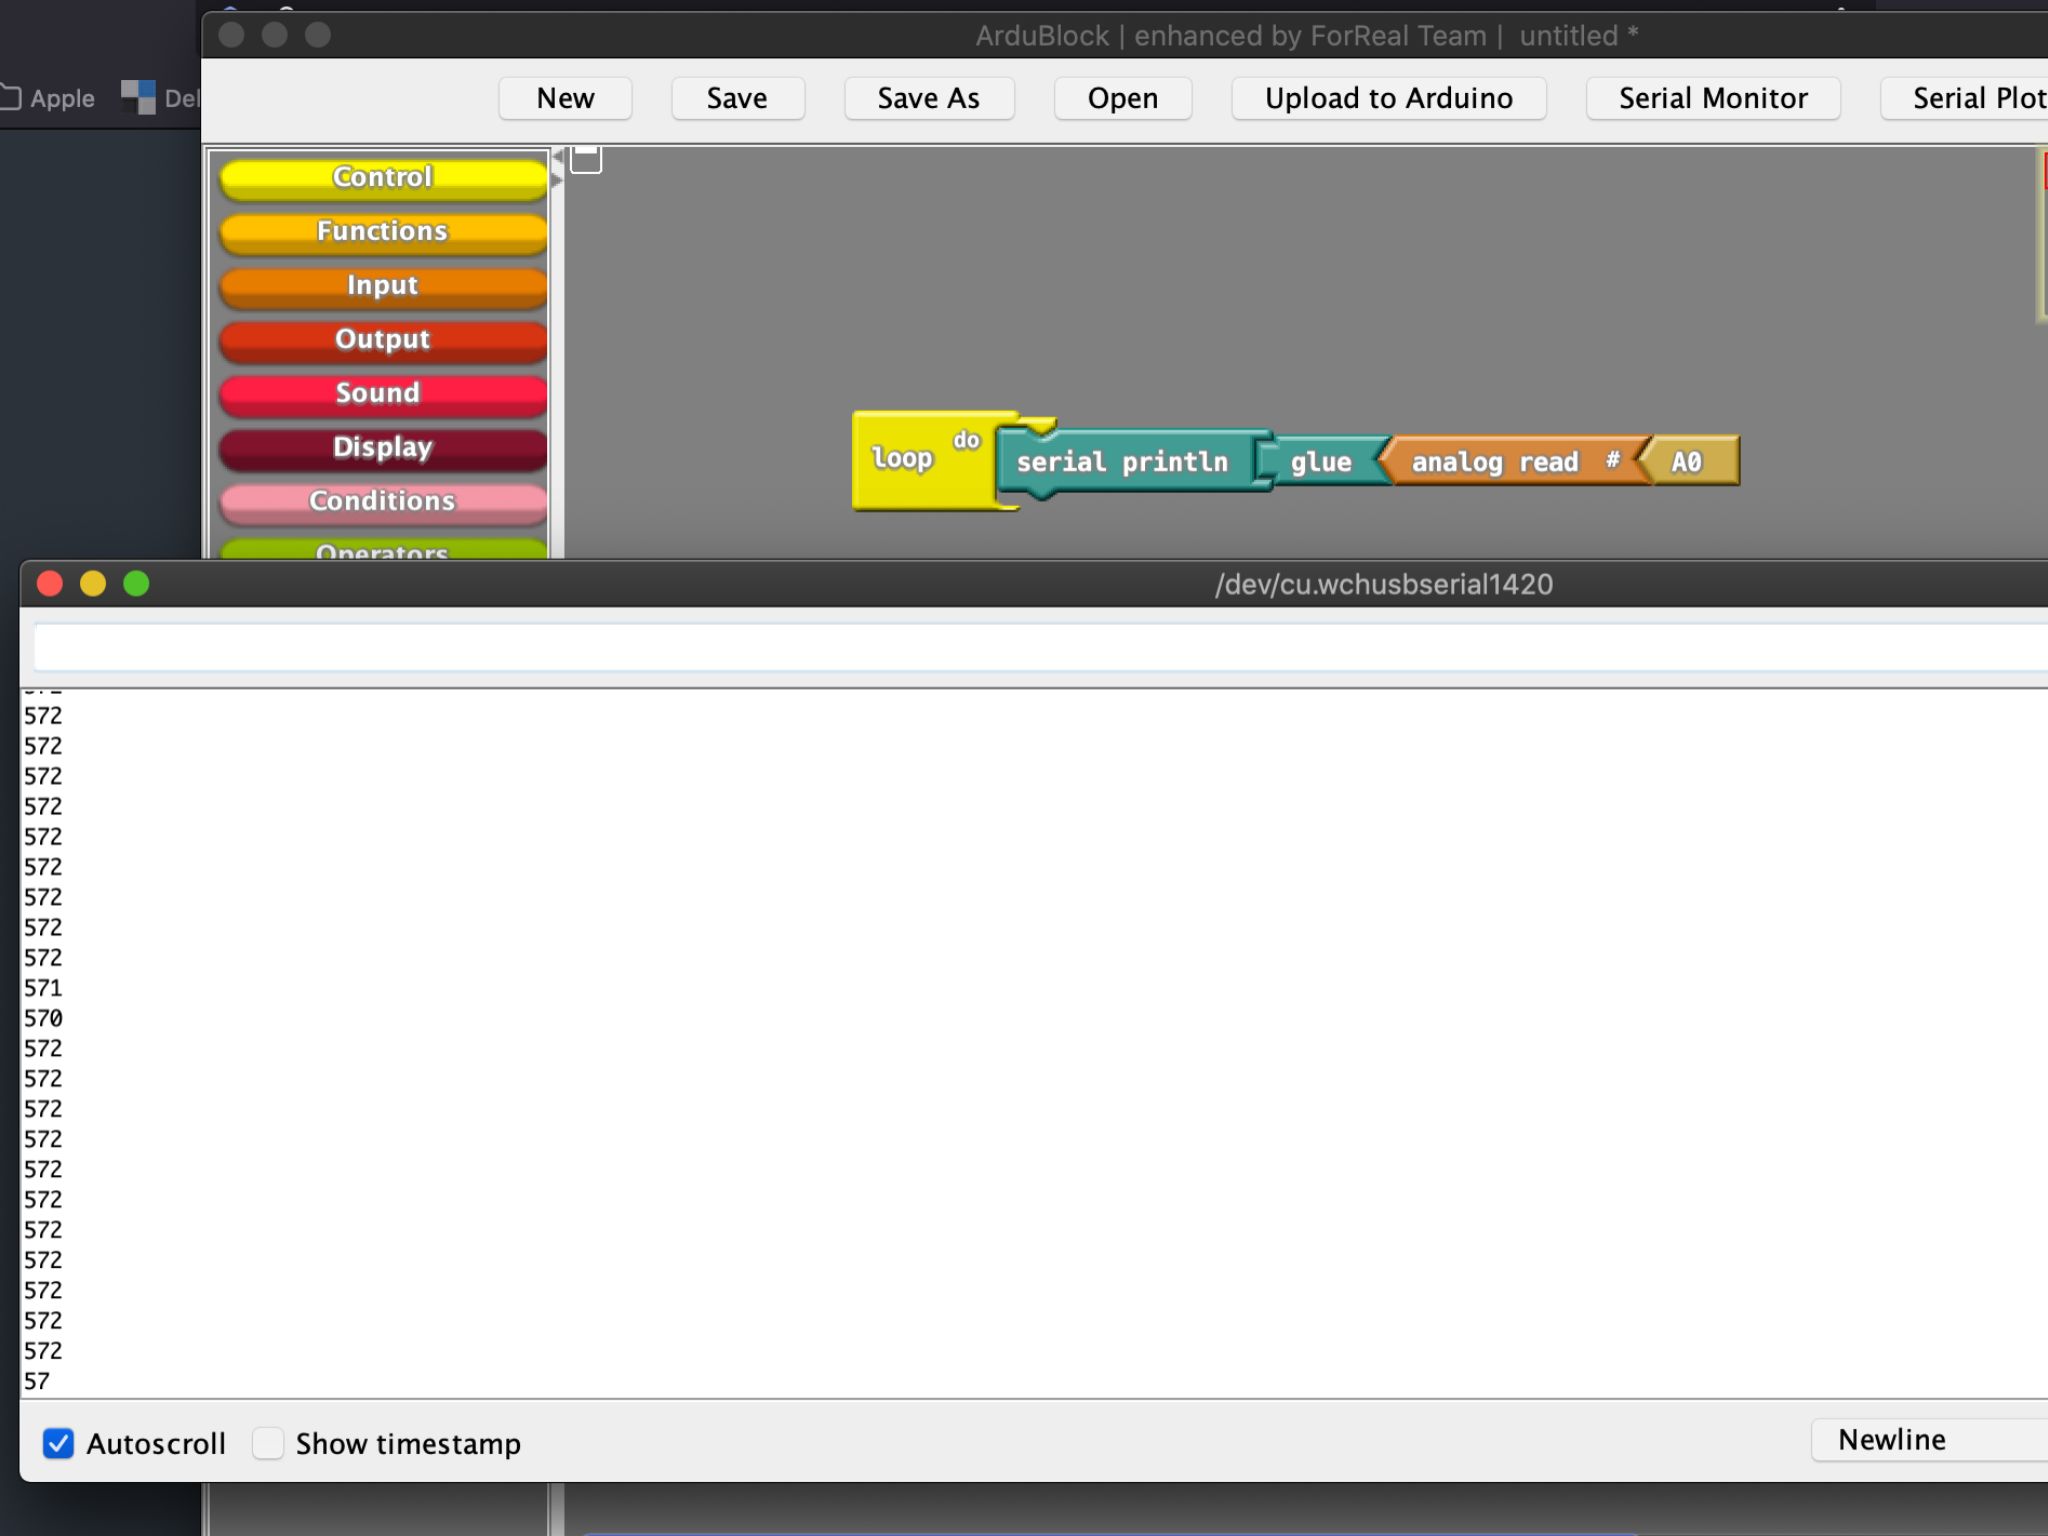 ArduBlock | enhanced by ForReal Team | untitled *
Apple
New Save Save As Open Upload to Arduino Serial Monitor Serial
Control
Functions
Input
Output
Sound
Display
Conditions
Operators
loop do serial println glue analog read # A0
/dev/cu.wchusbserial1420
572
572
572
572
572
572
572
572
572
572
571
570
572
572
572
572
572
572
572
572
572
572
572
57
Autoscroll Show timestamp
Newline